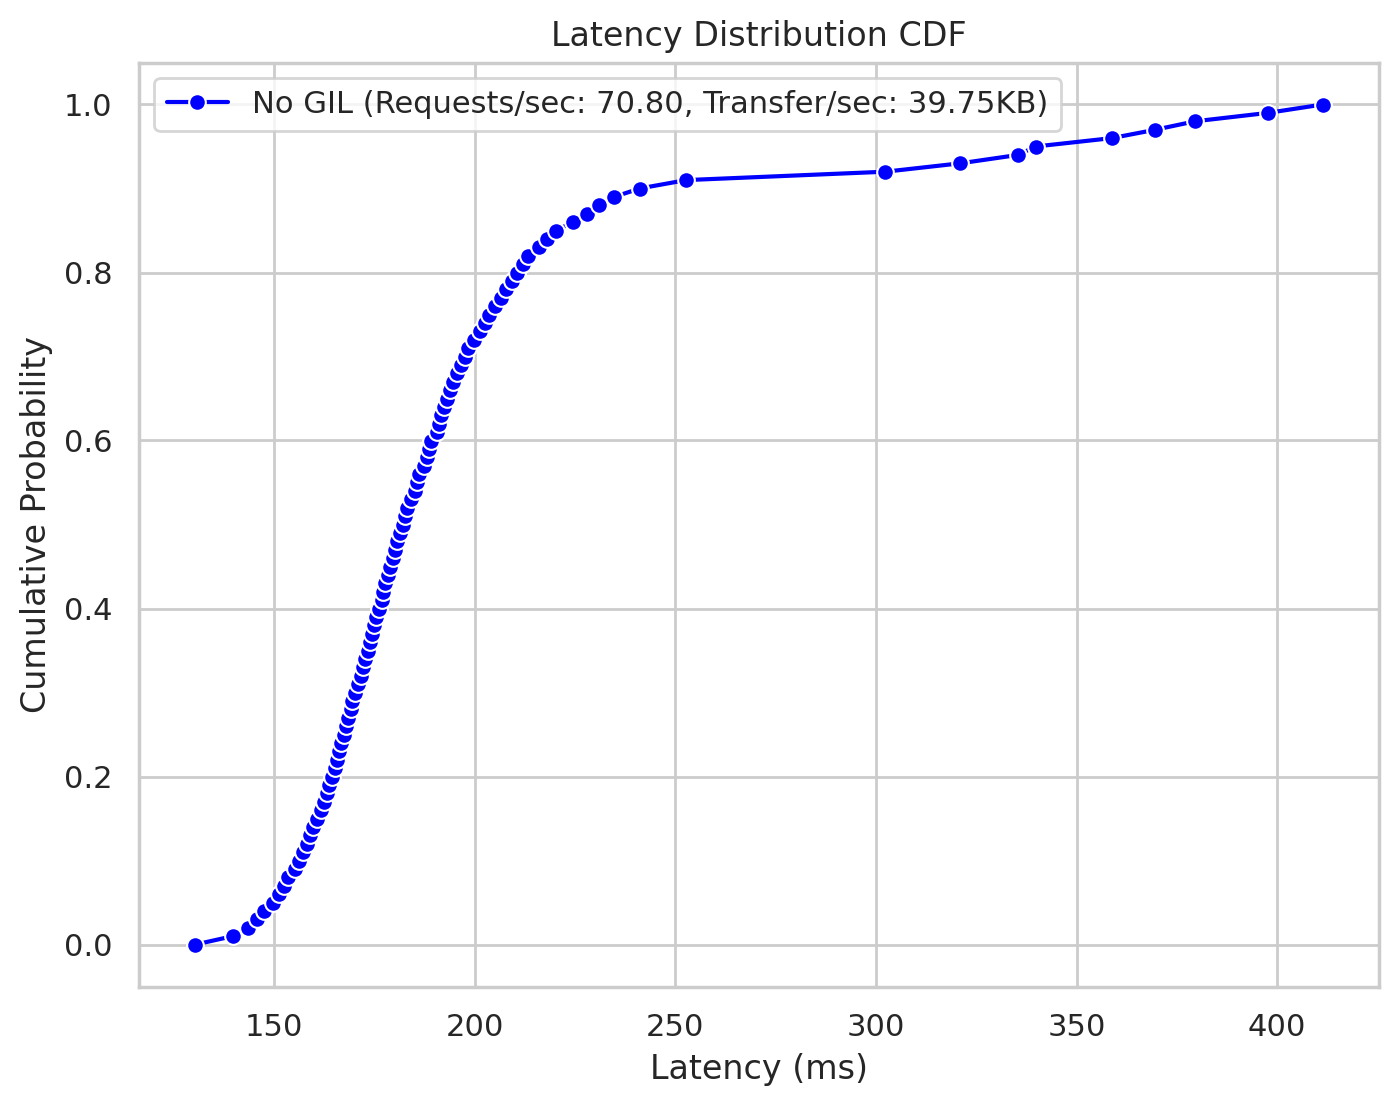 Latency Distribution CDF
No GIL (Requests/sec: 70.80, Transfer/sec: 39.75KB)
Cumulative Probability
1.0
0.8
0.6
0.4
0.2
0.0
150 200 250 300 350 400
Latency (ms)